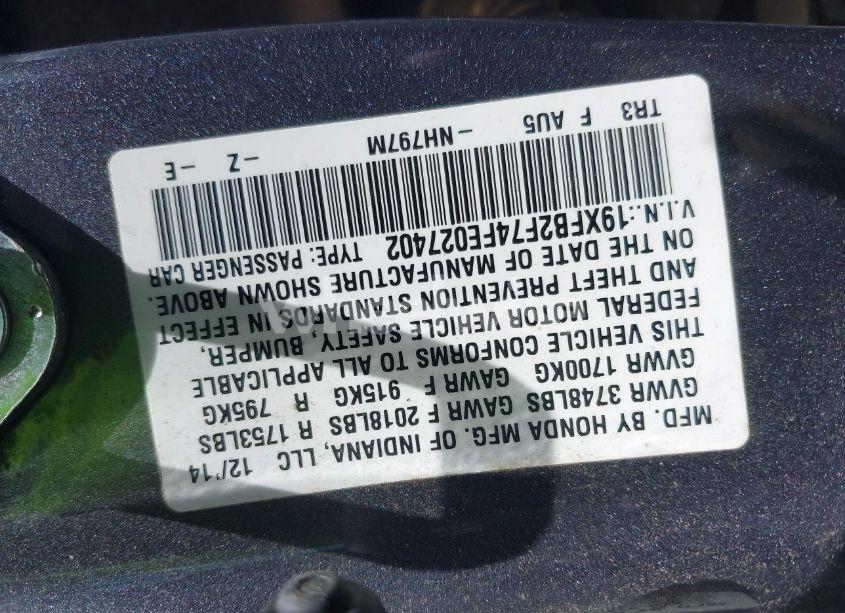 MFD. BY HONDA MFG. OF INDIANA, LLC 12/'14
GVWR 3748LBS GAWR F 2018LBS R 1753LBS
GVWR 1700KG GAWR F 915KG R 795KG
THIS VEHICLE CONFORMS TO ALL APPLICABLE
FEDERAL MOTOR VEHICLE SAFETY, BUMPER,
AND THEFT PREVENTION STANDARDS IN EFFECT
ON THE DATE OF MANUFACTURE SHOWN ABOVE.
V.I.N.:19XFB2F74FE027402 TYPE: PASSENGER CAR
TR3 F AU5 -NH797M -Z -E